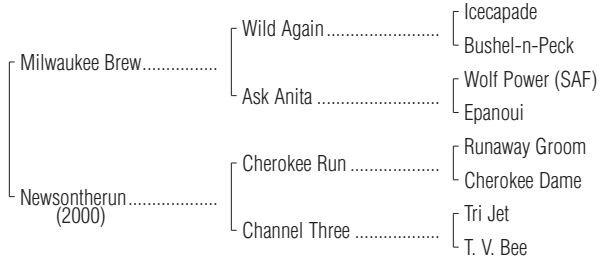 Icecapade
Wild Again.......................
Bushel-n-Peck
Milwaukee Brew................
Wolf Power (SAF)
Ask Anita.........................
Epanoui
Runaway Groom
Cherokee Run...................
Cherokee Dame
Newsontherun...................
(2000)
Tri Jet
Channel Three..................
T. V. Bee